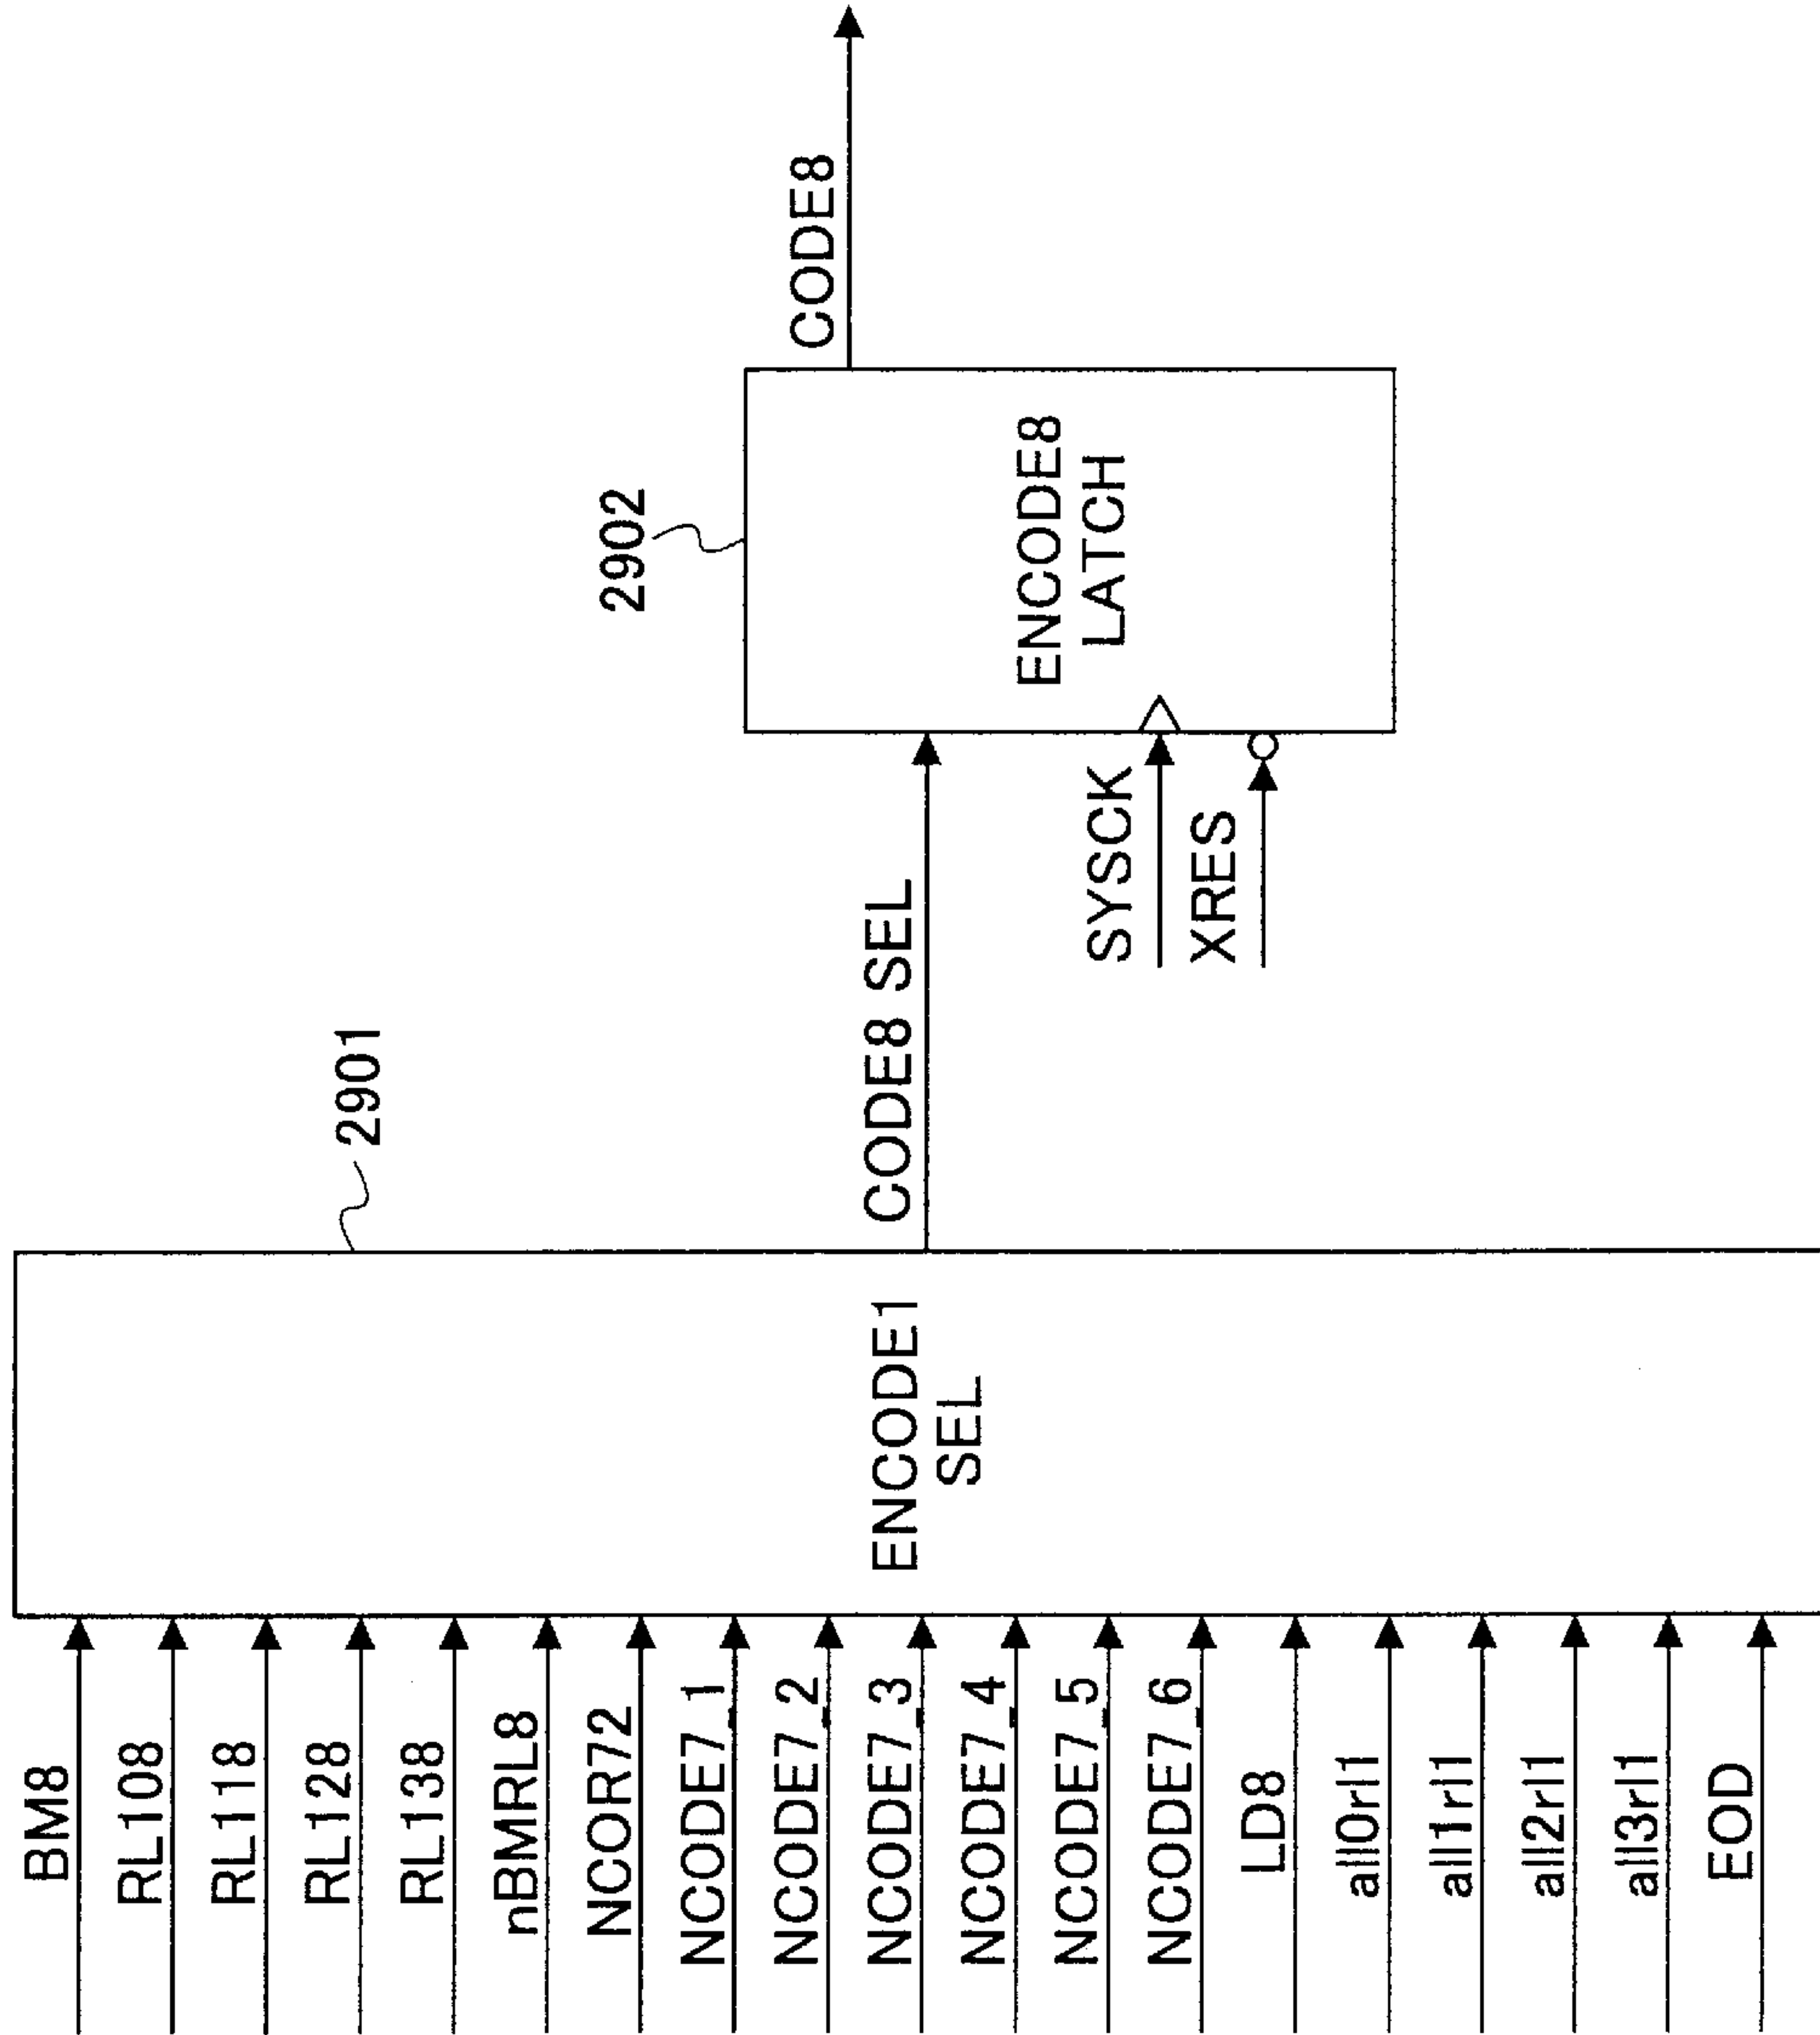 BM8
RL108
RL118
RL128
RL138
nBMRL8
NCOR72
NCODE7_1
NCODE7_2
NCODE7_3
NCODE7_4
NCODE7_5
NCODE7_6
LD8
all0rl1
all1rl1
all2rl1
all3rl1
EOD
ENCODE1
SEL
2901
CODE8 SEL
SYSCK
XRES
2902
ENCODE8
LATCH
CODE8